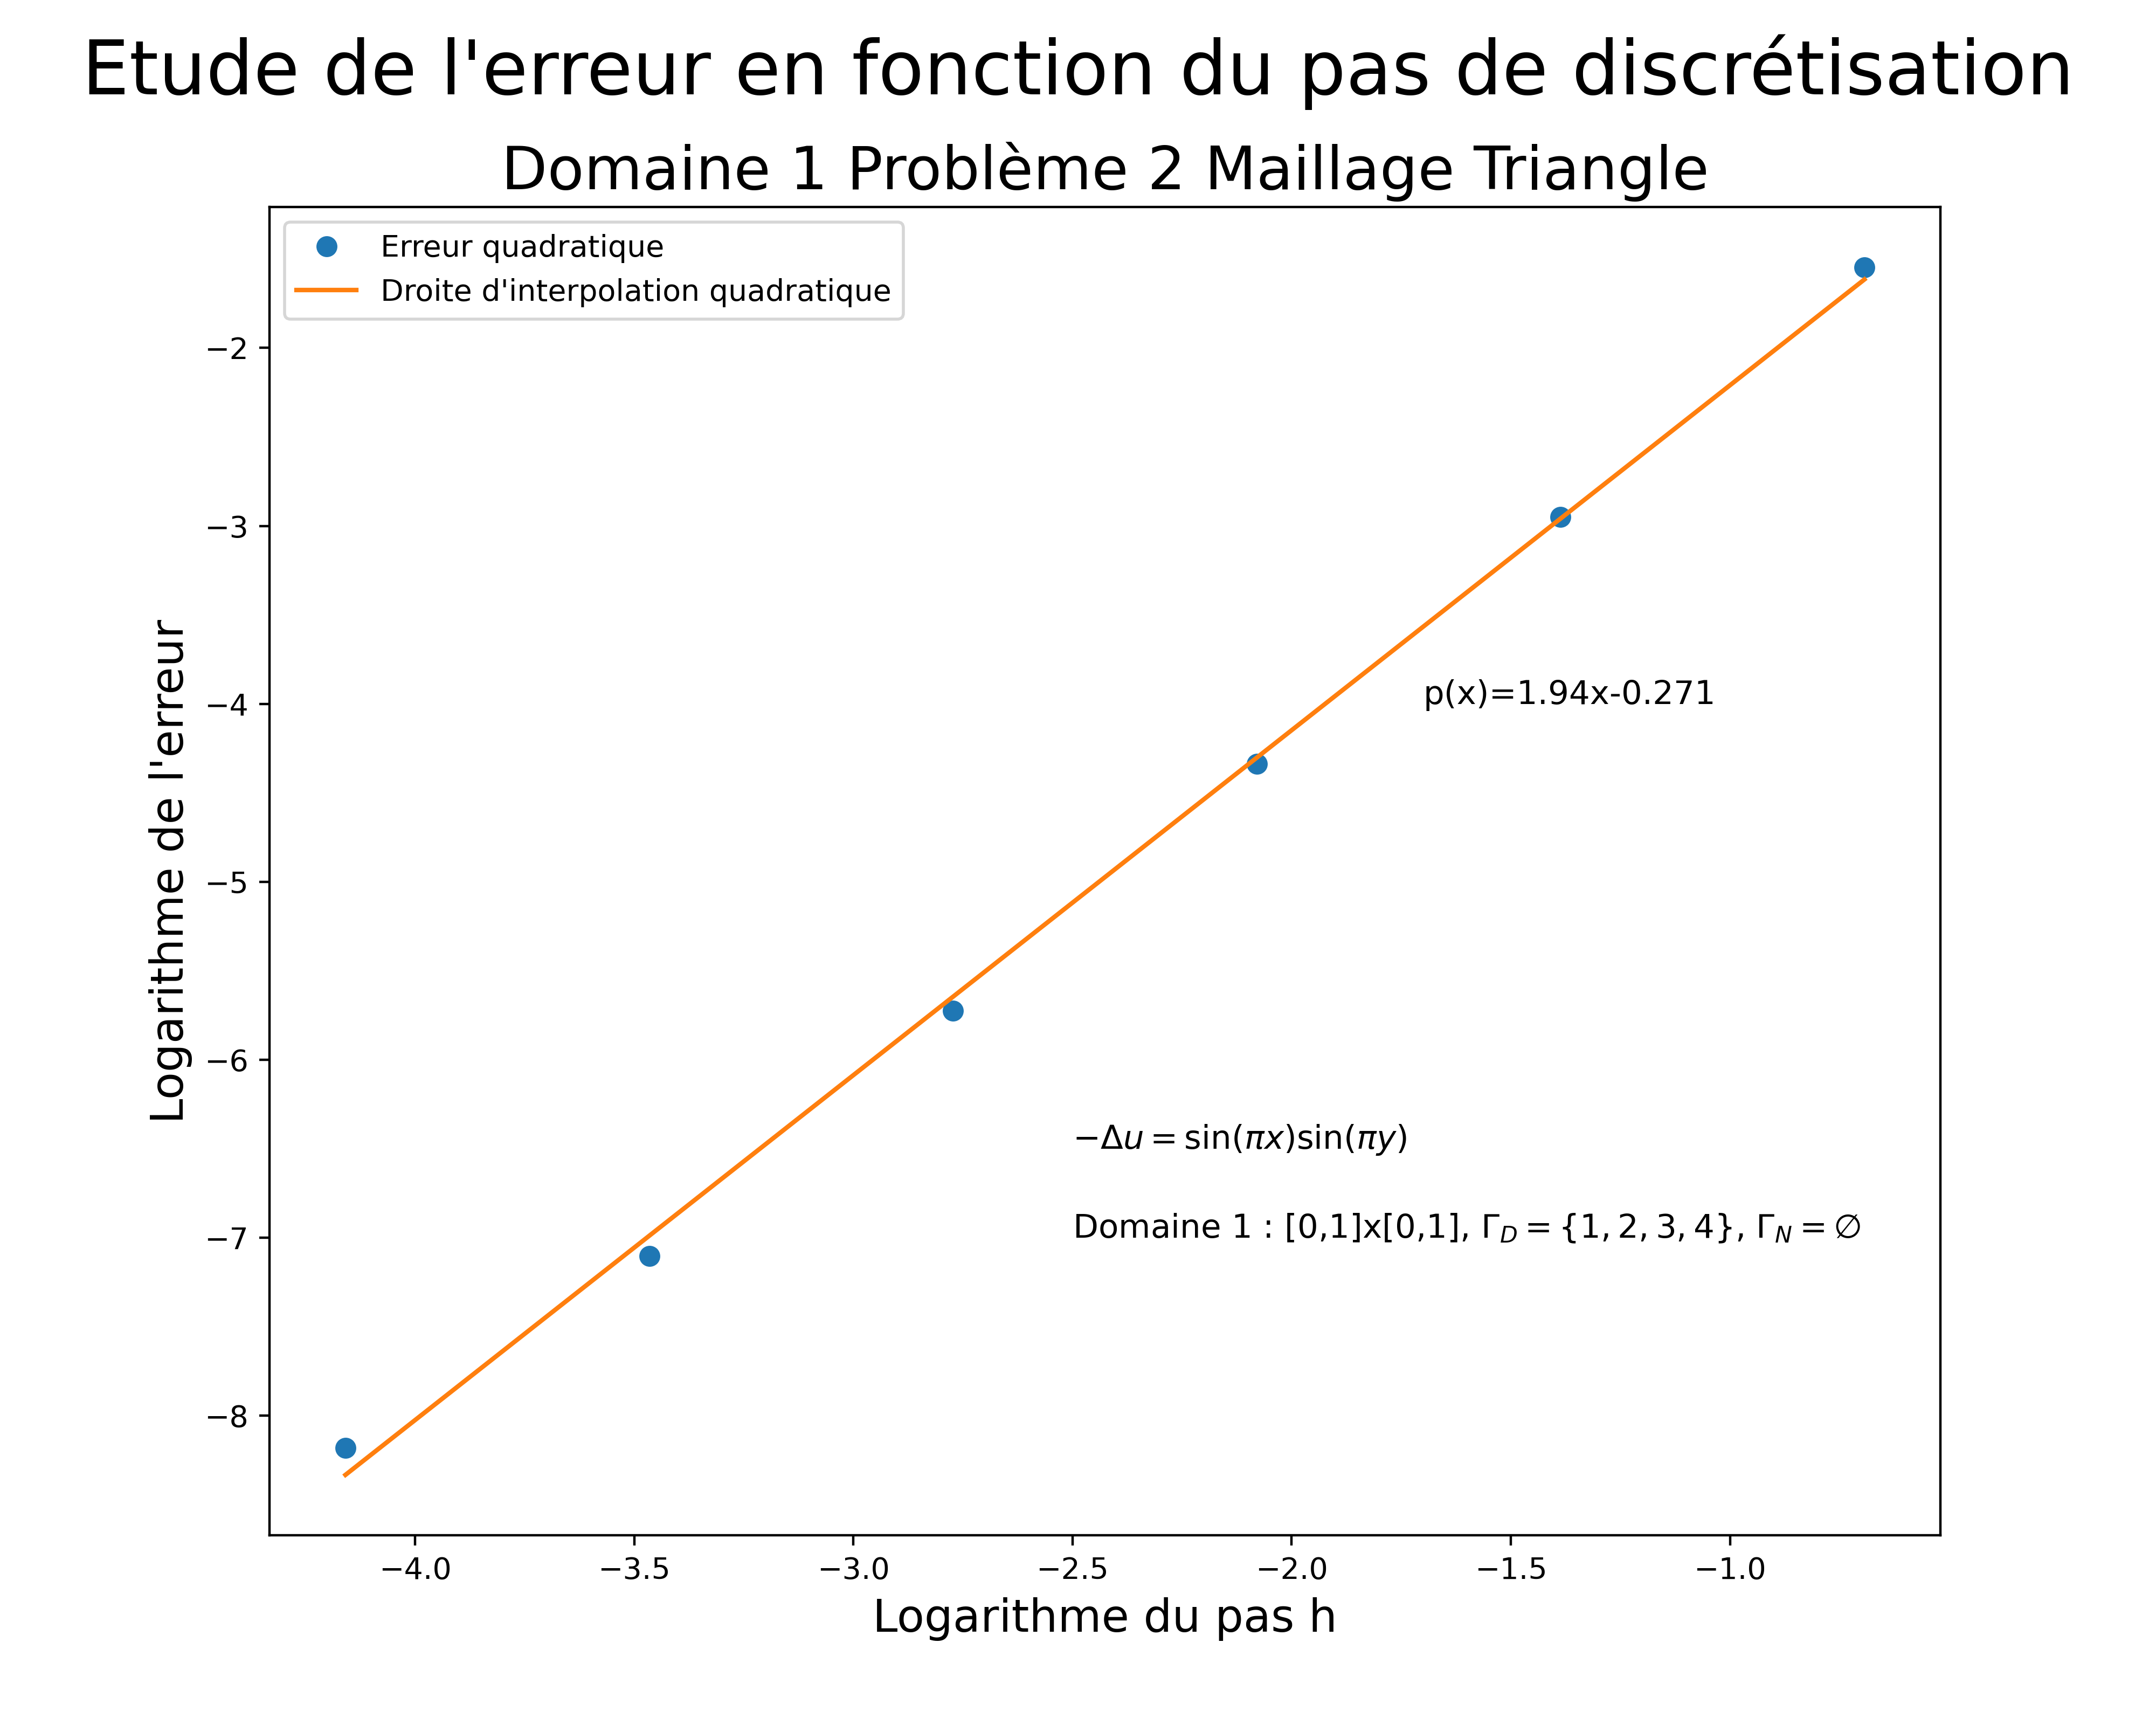 Etude de l'erreur en fonction du pas de discrétisation
Domaine 1 Problème 2 Maillage Triangle
Erreur quadratique
Droite d'interpolation quadratique
−2
−3
−4
−5
−6
−7
−8
Logarithme de l'erreur
p(x)=1.94x-0.271
−Δu = sin(πx)sin(πy)
Domaine 1 : [0,1]x[0,1], Γ_D = {1, 2, 3, 4}, Γ_N = ∅
−4.0 −3.5 −3.0 −2.5 −2.0 −1.5 −1.0
Logarithme du pas h